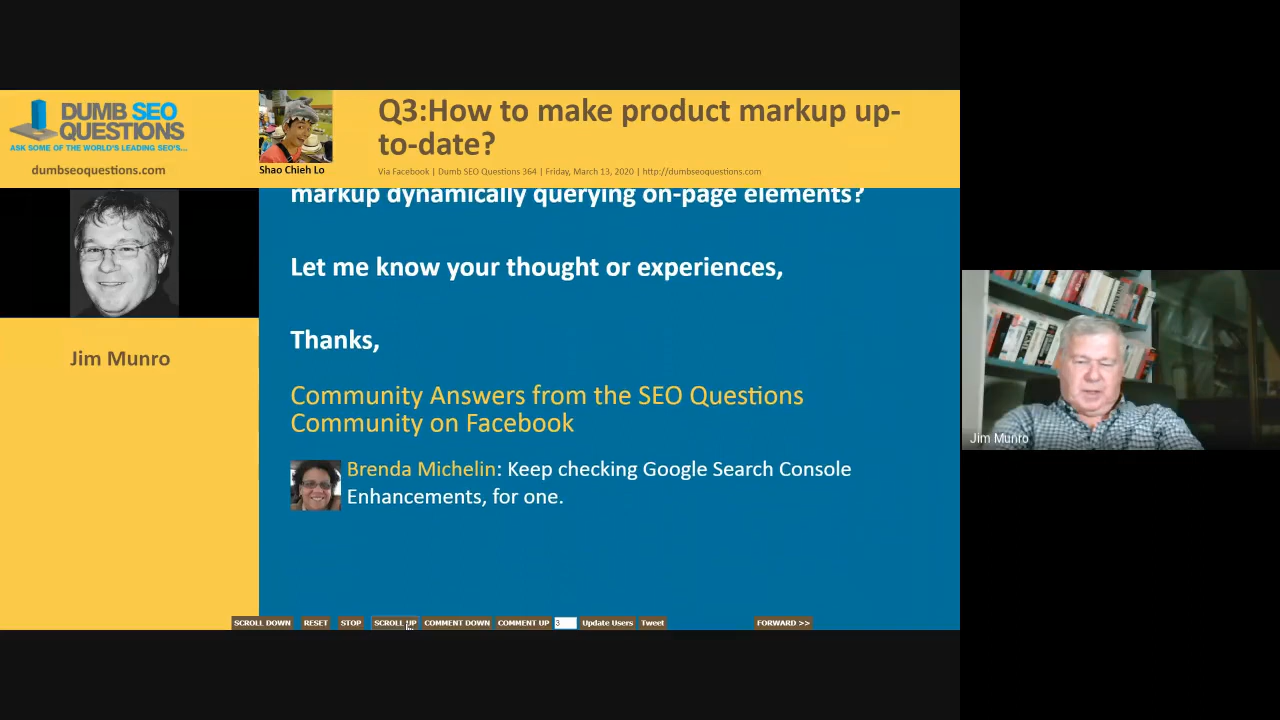 DUMB SEO
QUESTIONS
ASK SOME OF THE WORLD'S LEADING SEO'S...
dumbseoquestions.com
Shao Chieh Lo
Q3:How to make product markup up-
to-date?
Via Facebook | Dumb SEO Questions 364 | Friday, March 13, 2020 | http://dumbseoquestions.com
Jim Munro
markup dynamically querying on-page elements?
Let me know your thought or experiences,
Thanks,
Community Answers from the SEO Questions
Community on Facebook
Brenda Michelin: Keep checking Google Search Console
Enhancements, for one.
SCROLL DOWN RESET STOP SCROLL UP COMMENT DOWN COMMENT UP 3 Update Users Tweet FORWARD >>
Jim Munro